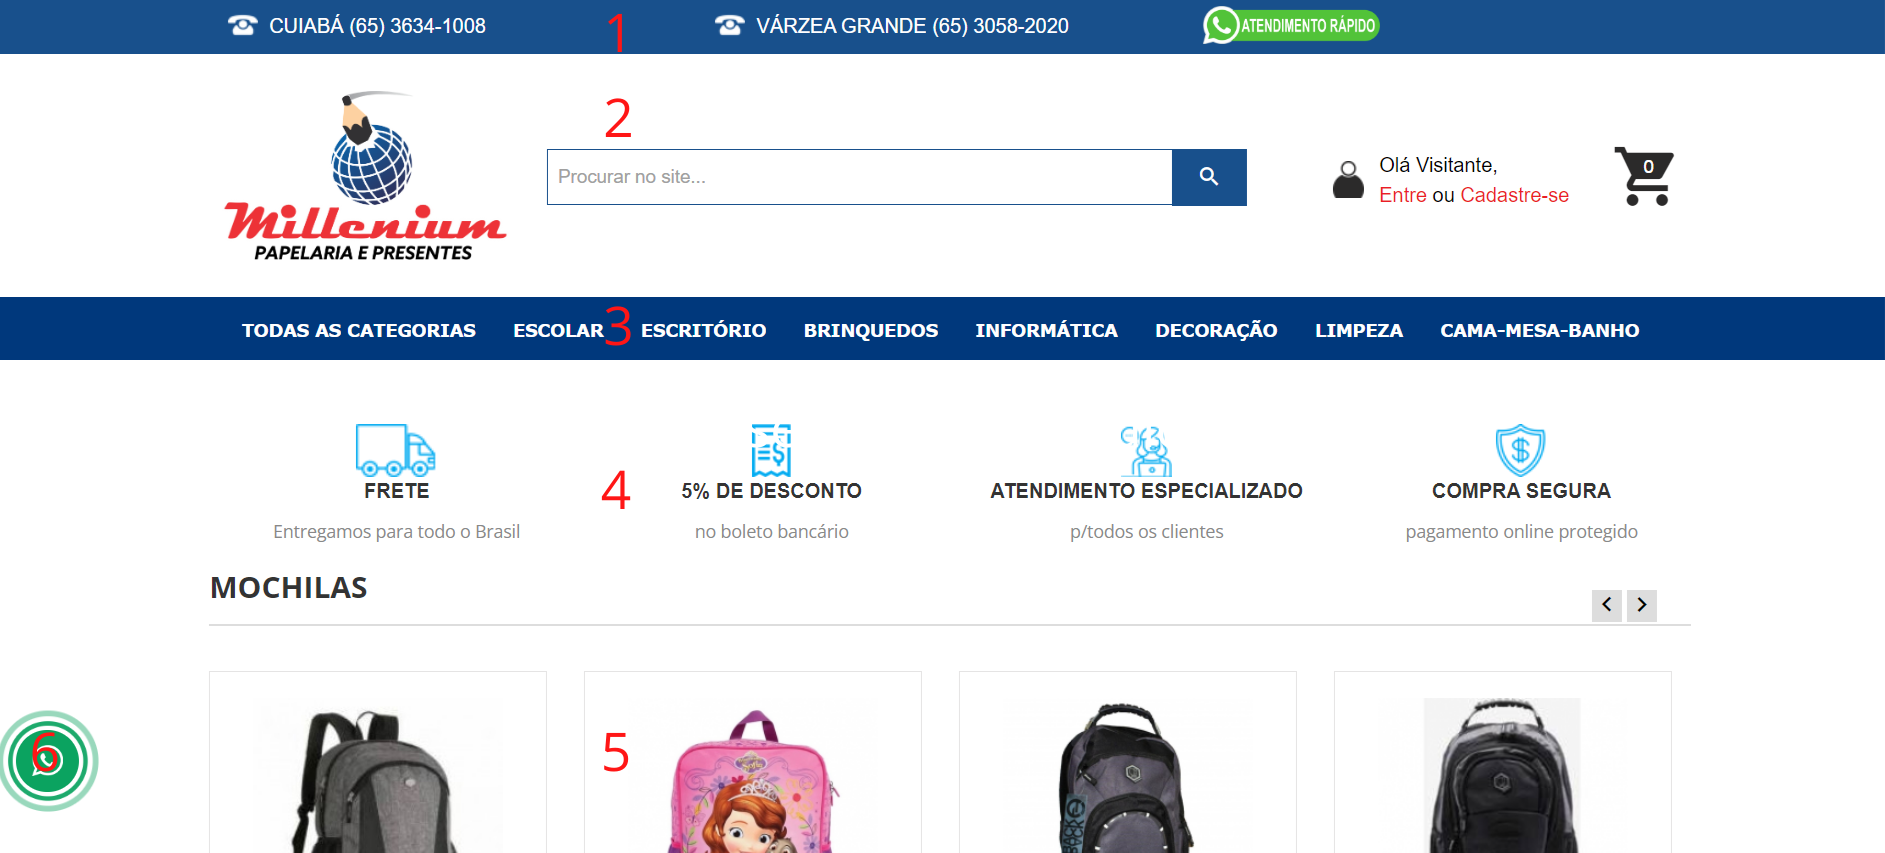 CUIABÁ (65) 3634-1008
1
VÁRZEA GRANDE (65) 3058-2020
ATENDIMENTO RÁPIDO
Millenium
PAPELARIA E PRESENTES
2
Procurar no site...
Olá Visitante,
Entre ou Cadastre-se
0
TODAS AS CATEGORIAS ESCOLAR 3 ESCRITÓRIO BRINQUEDOS INFORMÁTICA DECORAÇÃO LIMPEZA CAMA-MESA-BANHO
FRETE
Entregamos para todo o Brasil
4
5% DE DESCONTO
no boleto bancário
ATENDIMENTO ESPECIALIZADO
p/todos os clientes
COMPRA SEGURA
pagamento online protegido
MOCHILAS
6
5